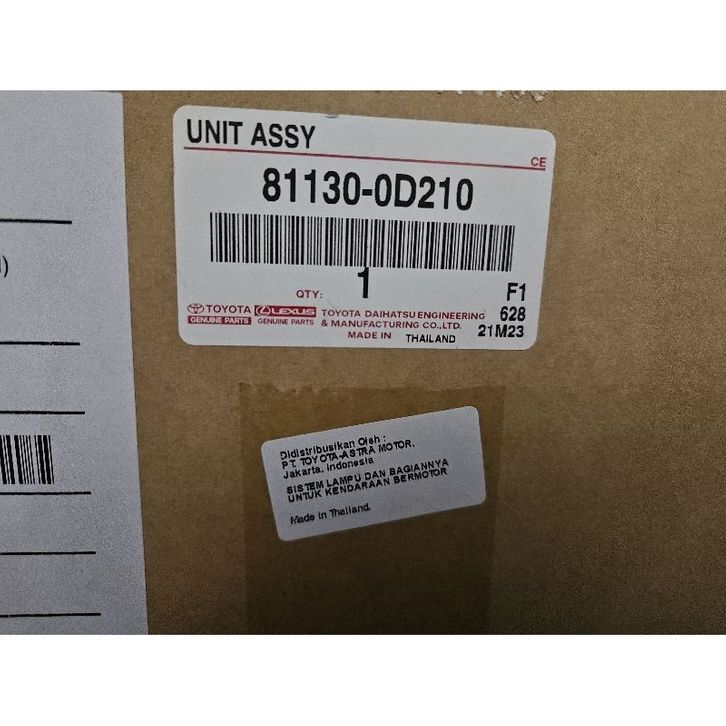 UNIT ASSY
CE
81130-0D210
QTY: 1 F1
TOYOTA GENUINE PARTS
LEXUS GENUINE PARTS
TOYOTA DAIHATSU ENGINEERING
& MANUFACTURING CO., LTD.
MADE IN THAILAND
628
21M23
Didistribusikan Oleh :
PT. TOYOTA-ASTRA MOTOR,
Jakarta, Indonesia
SISTEM LAMPU DAN BAGIANNYA
UNTUK KENDARAAN BERMOTOR
Made in Thailand.